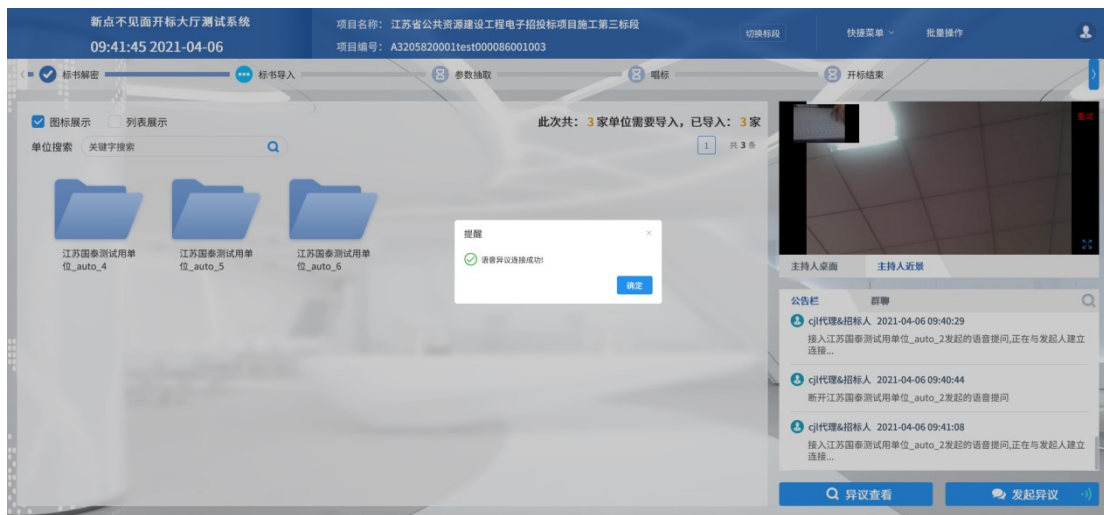 新点不见面开标大厅测试系统
09:41:45 2021-04-06
项目名称： 江苏省公共资源建设工程电子招投标项目施工第三标段
项目编号： A3205820001test000086001003
切换标段
快捷菜单
批量操作
标书解密
标书导入
参数抽取
唱标
开标结束
图标展示
列表展示
此次共： 3 家单位需要导入，已导入： 3 家
单位搜索 关键字搜索
1 共 3 条
江苏国泰测试用单
位_auto_4
江苏国泰测试用单
位_auto_5
江苏国泰测试用单
位_auto_6
提醒
语音异议连接成功!
确定
重试
主持人桌面
主持人近景
公告栏
群聊
cjl代理&招标人 2021-04-06 09:40:29
接入江苏国泰测试用单位_auto_2发起的语音提问,正在与发起人建立
连接...
cjl代理&招标人 2021-04-06 09:40:44
断开江苏国泰测试用单位_auto_2发起的语音提问
cjl代理&招标人 2021-04-06 09:41:08
接入江苏国泰测试用单位_auto_2发起的语音提问,正在与发起人建立
连接...
异议查看
发起异议